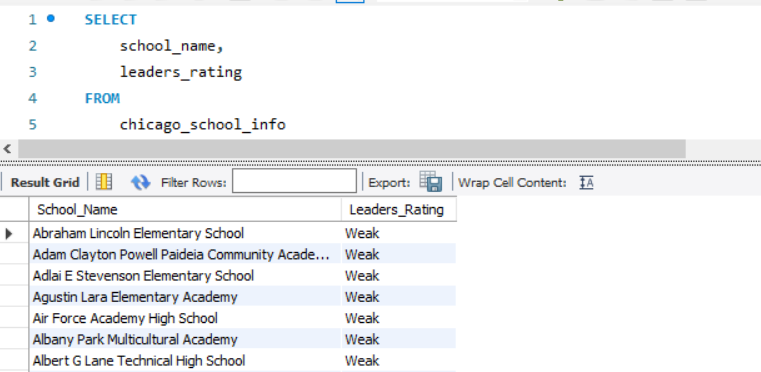 1 SELECT
2 school_name,
3 leaders_rating
4 FROM
5 chicago_school_info
Result Grid Filter Rows: Export: Wrap Cell Content: IA
School_Name Leaders_Rating
Abraham Lincoln Elementary School Weak
Adam Clayton Powell Paideia Community Acade... Weak
Adlai E Stevenson Elementary School Weak
Agustin Lara Elementary Academy Weak
Air Force Academy High School Weak
Albany Park Multicultural Academy Weak
Albert G Lane Technical High School Weak